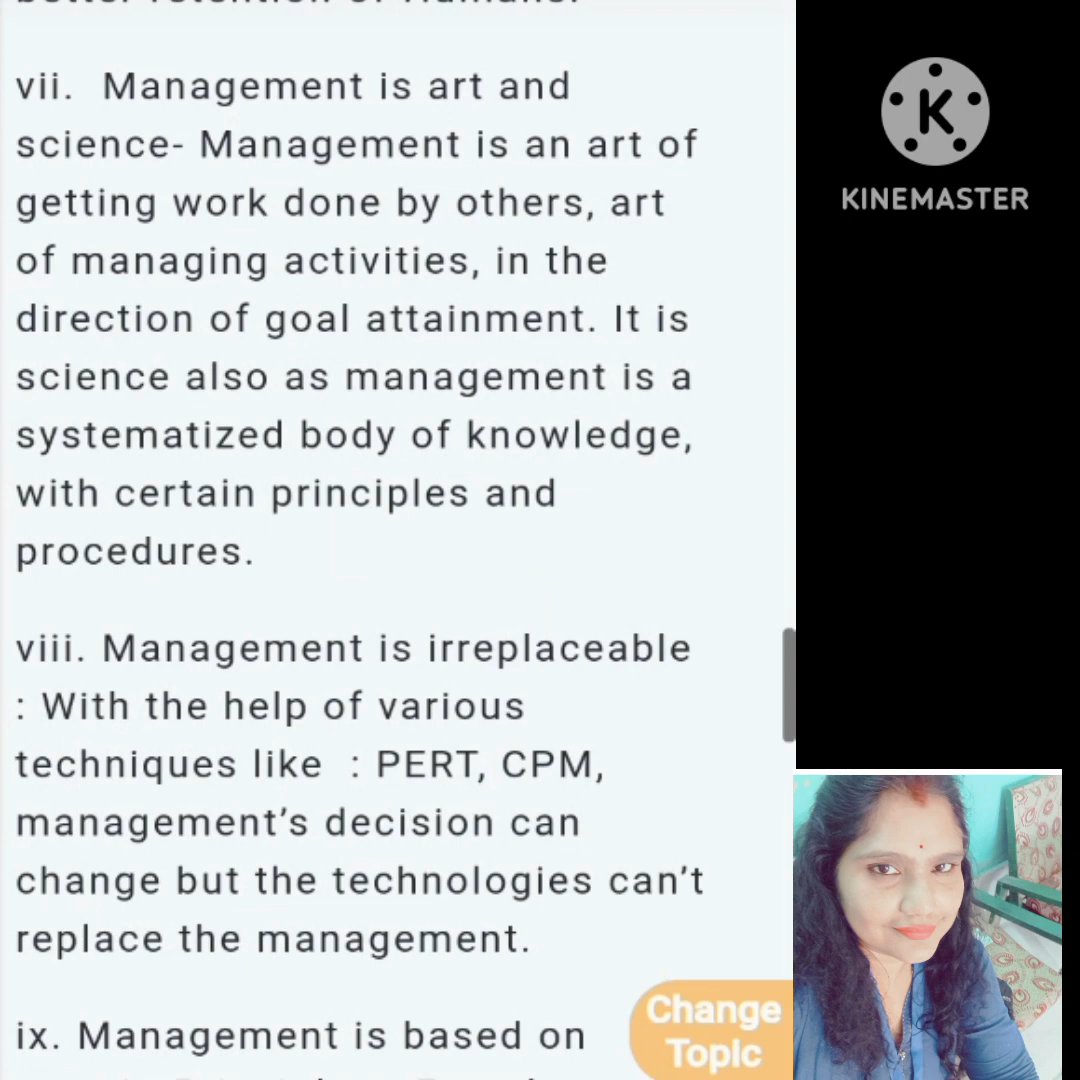 vii. Management is art and
science- Management is an art of
getting work done by others, art
of managing activities, in the
direction of goal attainment. It is
science also as management is a
systematized body of knowledge,
with certain principles and
procedures.
viii. Management is irreplaceable
: With the help of various
techniques like : PERT, CPM,
management’s decision can
change but the technologies can’t
replace the management.
ix. Management is based on
Change
Topic
K
KINEMASTER